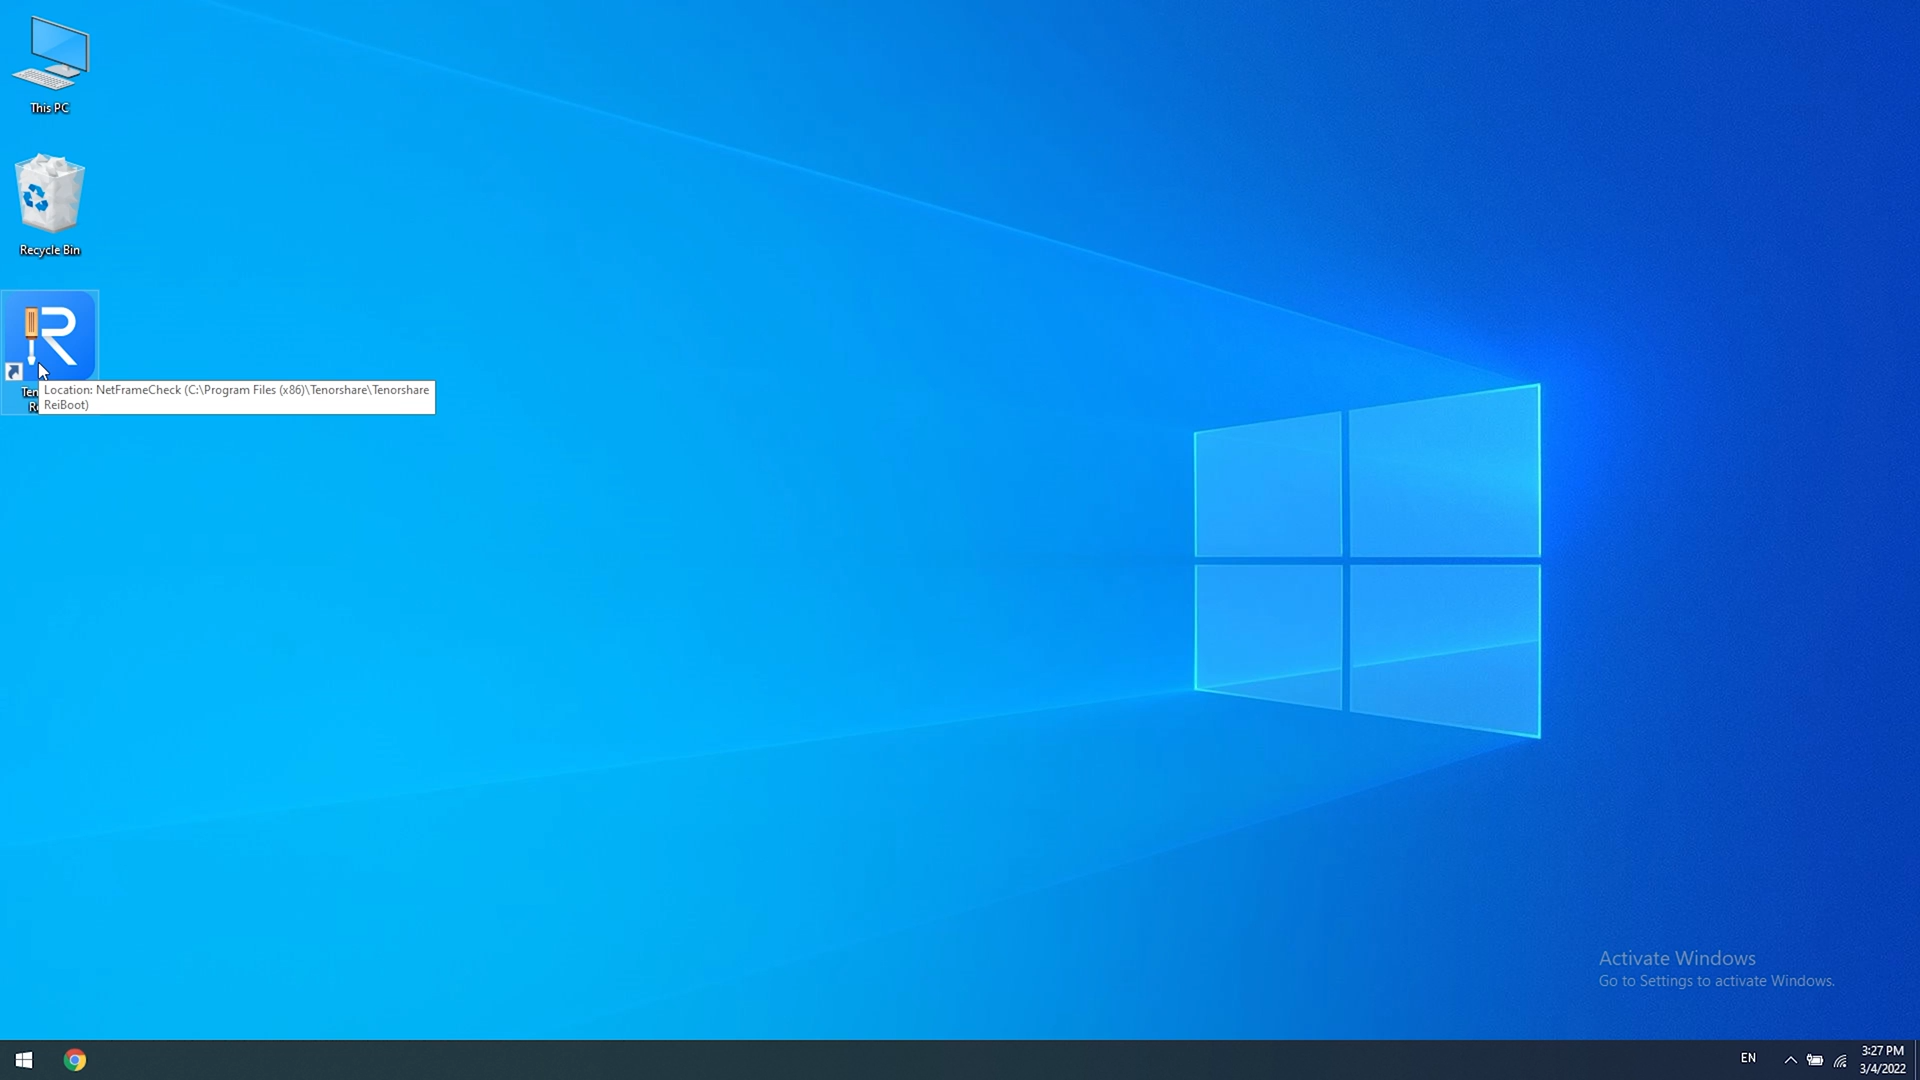 This PC
Recycle Bin
Location: NetFrameCheck (C:\Program Files (x86)\Tenorshare\Tenorshare
ReiBoot)
Activate Windows
Go to Settings to activate Windows.
EN
3:27 PM
3/4/2022